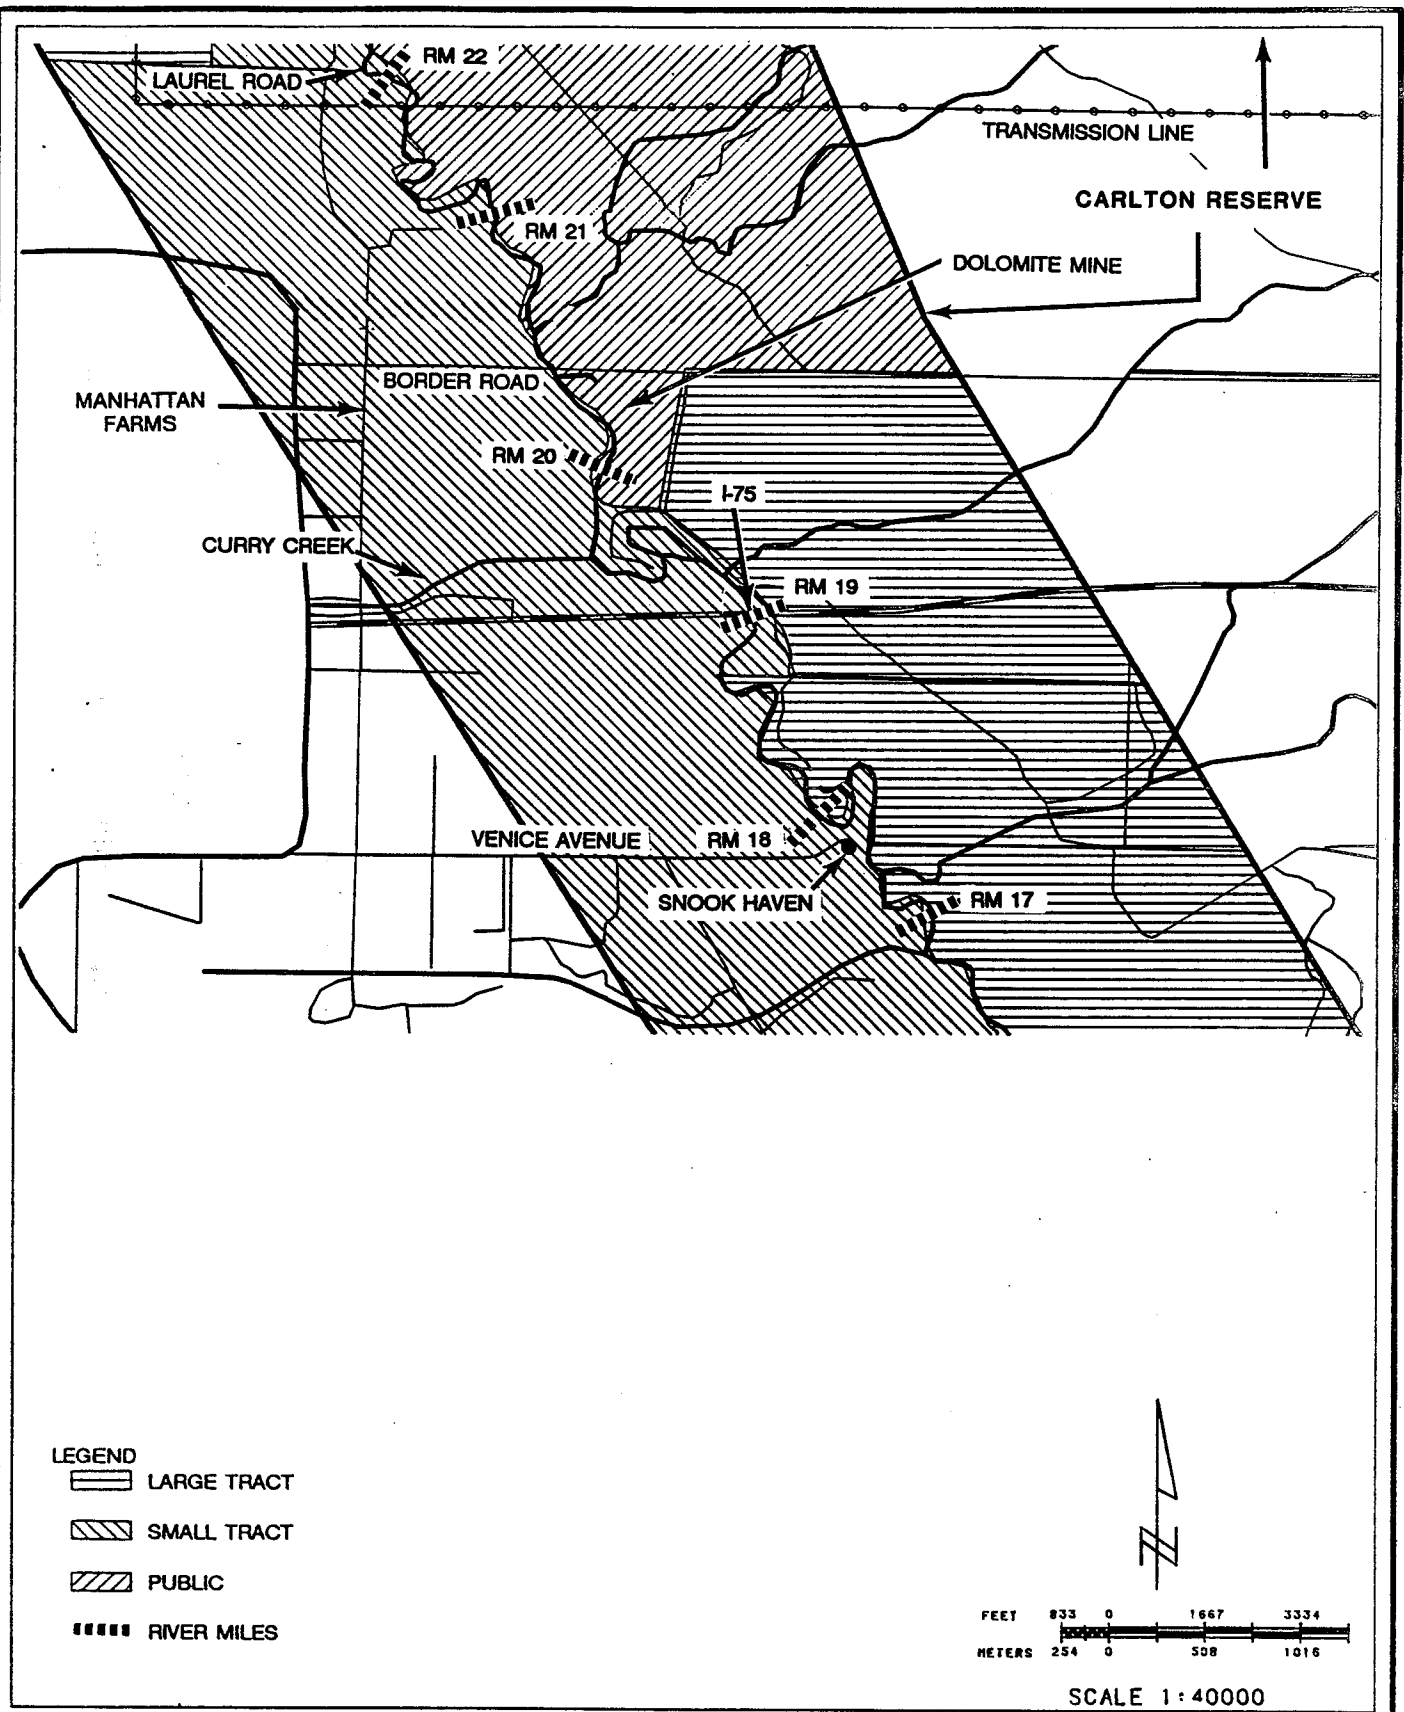 RM 22
LAUREL ROAD
TRANSMISSION LINE
CARLTON RESERVE
RM 21
DOLOMITE MINE
BORDER ROAD
MANHATTAN
FARMS
RM 20
I-75
CURRY CREEK
RM 19
VENICE AVENUE
RM 18
SNOOK HAVEN
RM 17
LEGEND
LARGE TRACT
SMALL TRACT
PUBLIC
RIVER MILES
N
FEET 833 0 1667 3334
METERS 254 0 508 1016
SCALE 1:40000